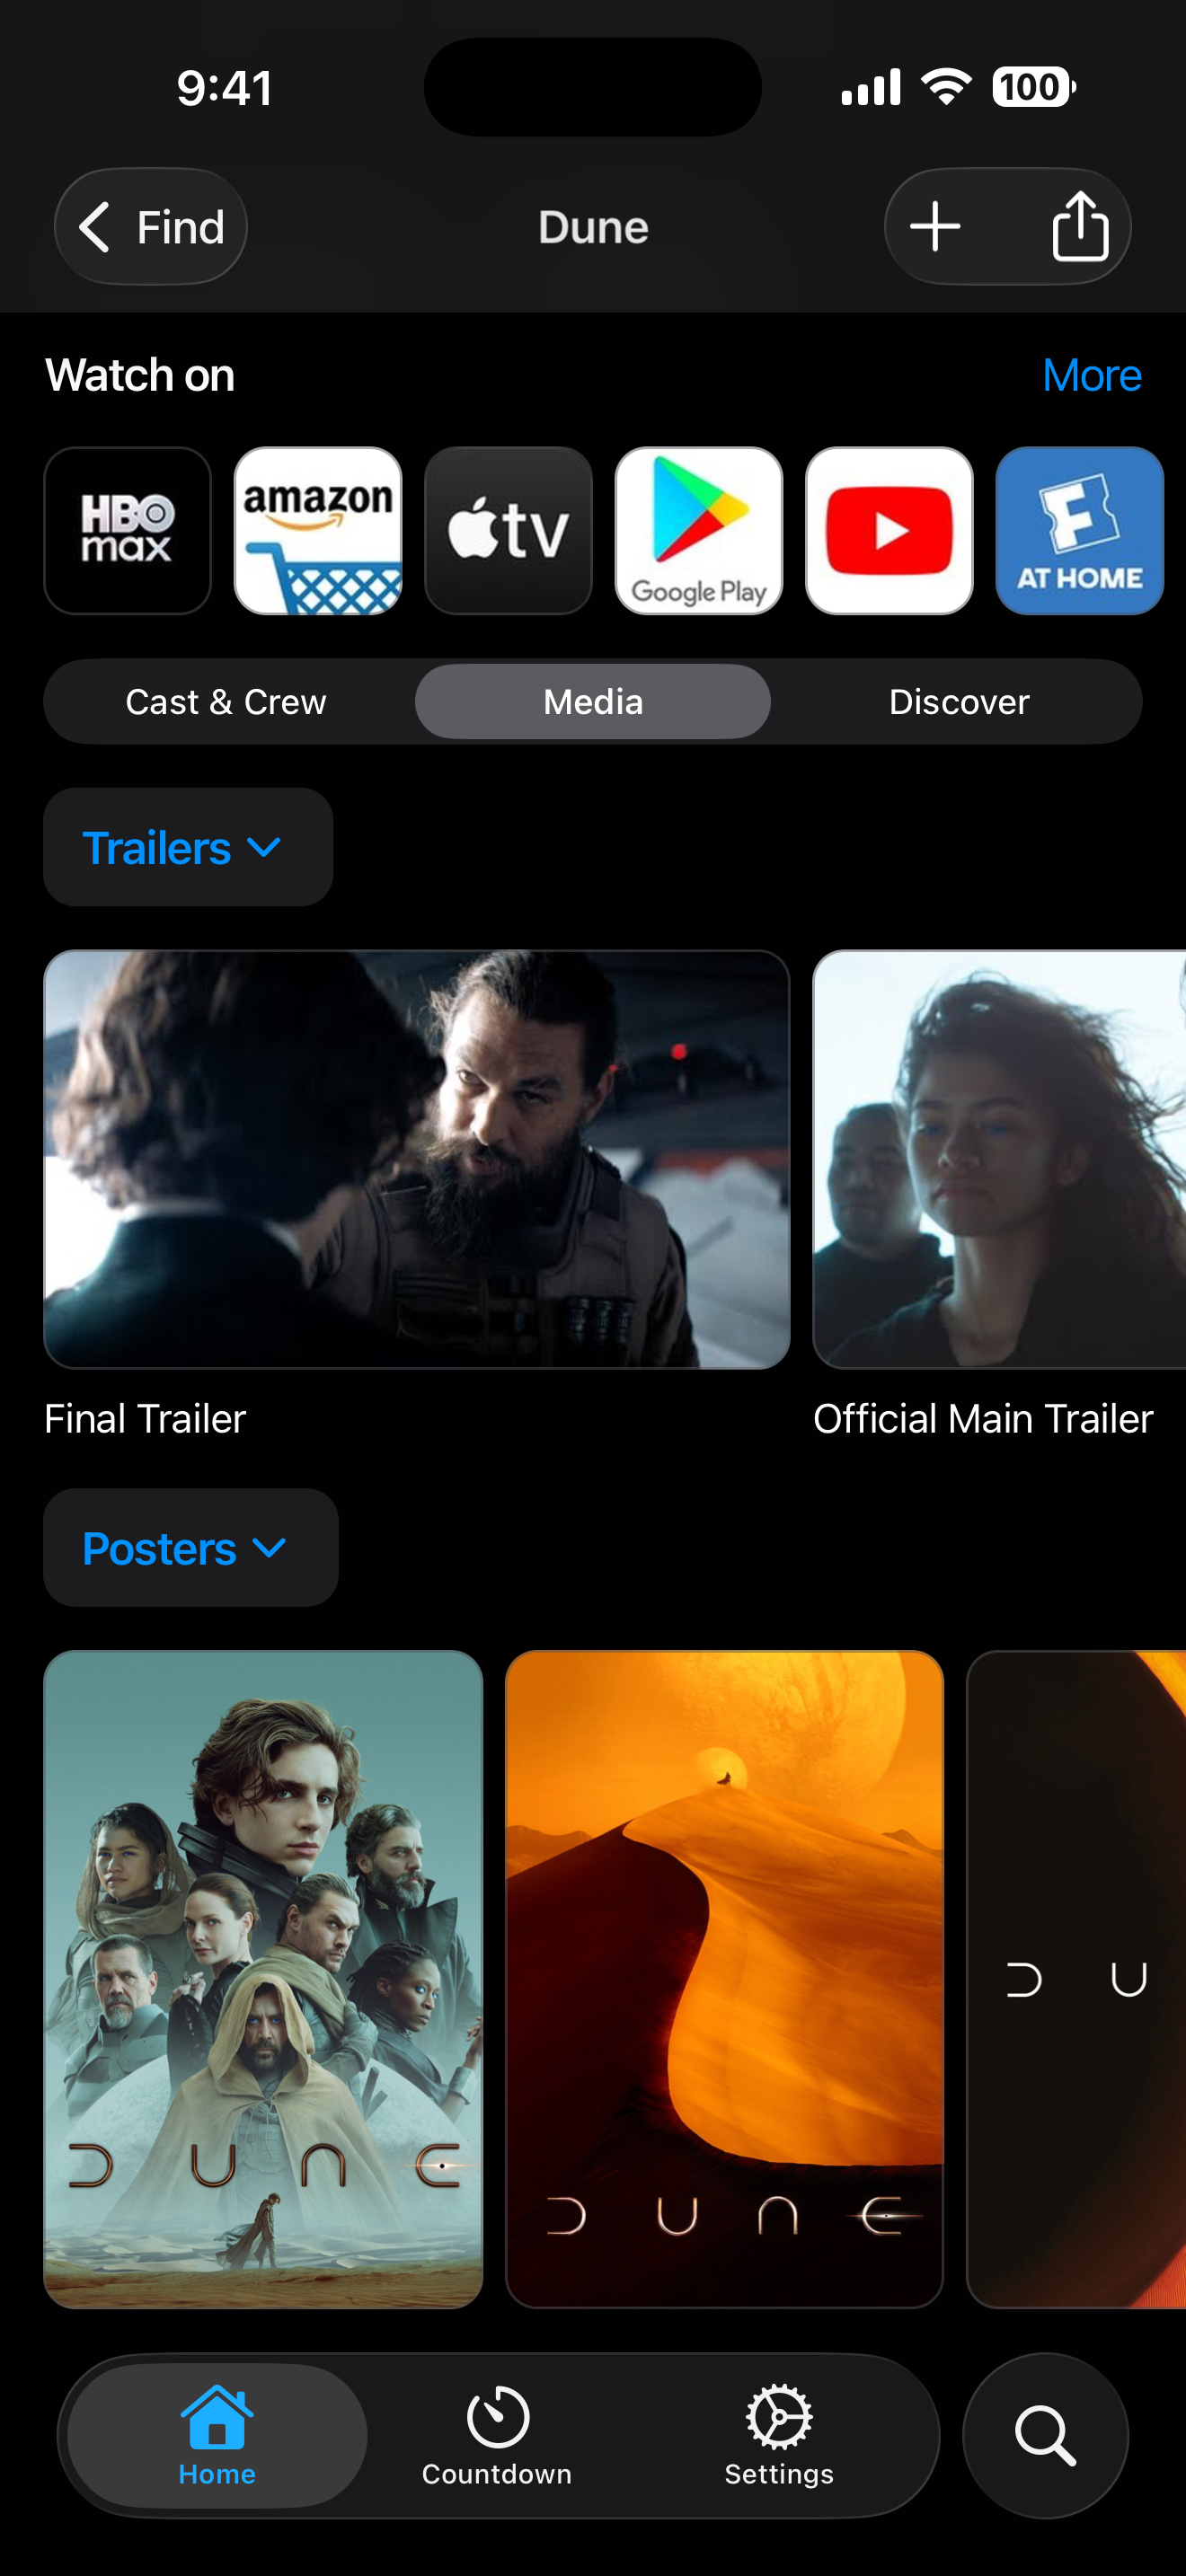 9:41
100
Find
Dune
Watch on
More
HBO
max
amazon
tv
Google Play
F
AT HOME
Cast & Crew
Media
Discover
Trailers
Final Trailer
Official Main Trailer
Posters
DUNE
DUNE
D U
Home
Countdown
Settings